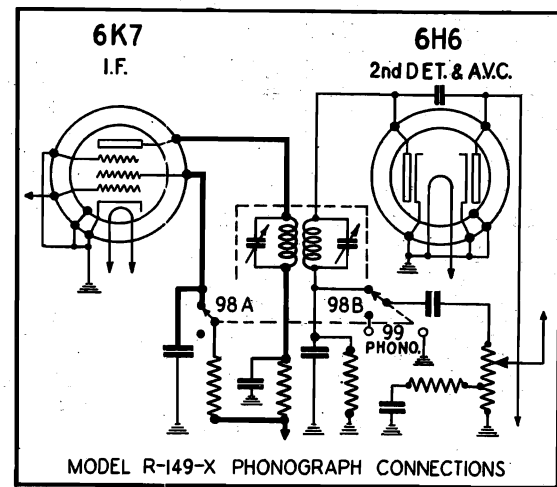 6K7
I.F.
6H6
2nd DET. & A.V.C.
98A
98B
99
PHONO.
MODEL R-149-X PHONOGRAPH CONNECTIONS